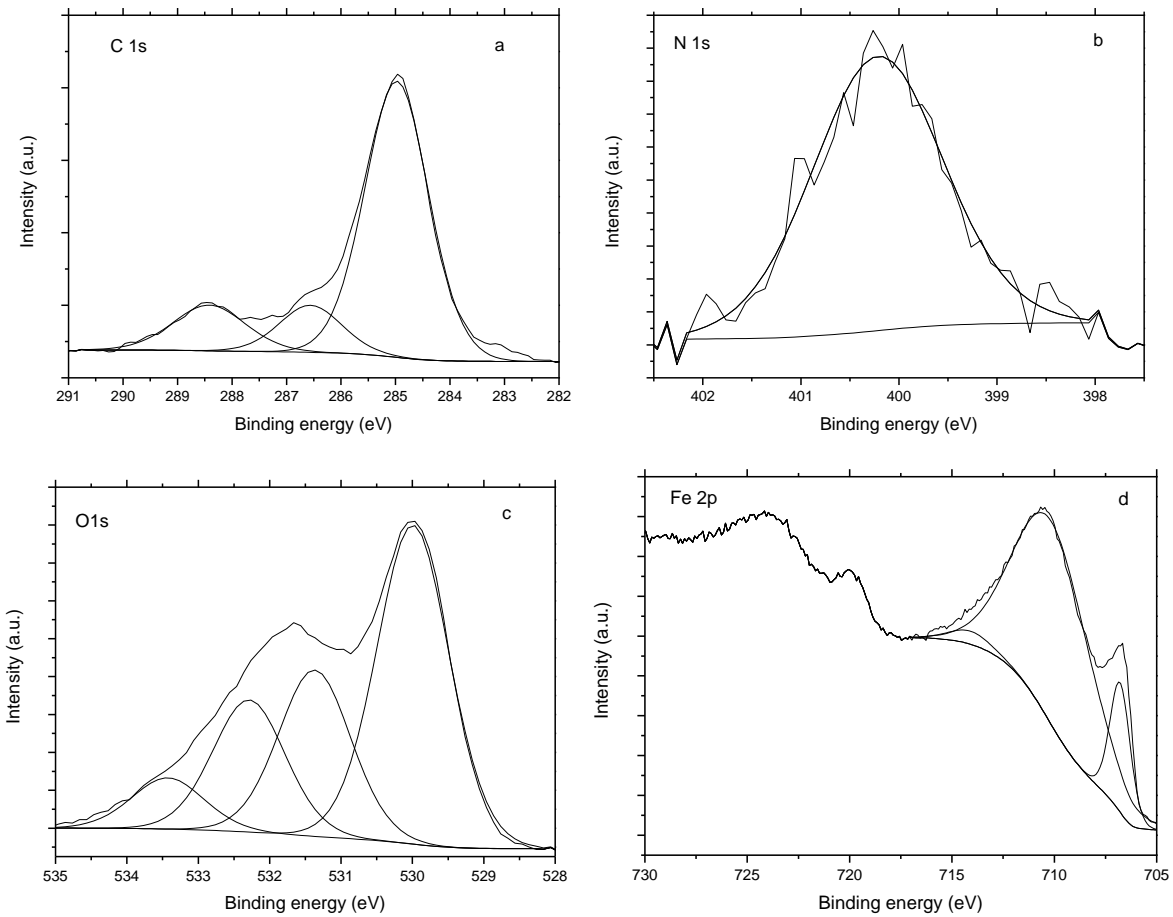 C 1s
a
Intensity (a.u.)
291 290 289 288 287 286 285 284 283 282
Binding energy (eV)
N 1s
b
Intensity (a.u.)
402 401 400 399 398
Binding energy (eV)
O1s
c
Intensity (a.u.)
535 534 533 532 531 530 529 528
Binding energy (eV)
Fe 2p
d
Intensity (a.u.)
730 725 720 715 710 705
Binding energy (eV)